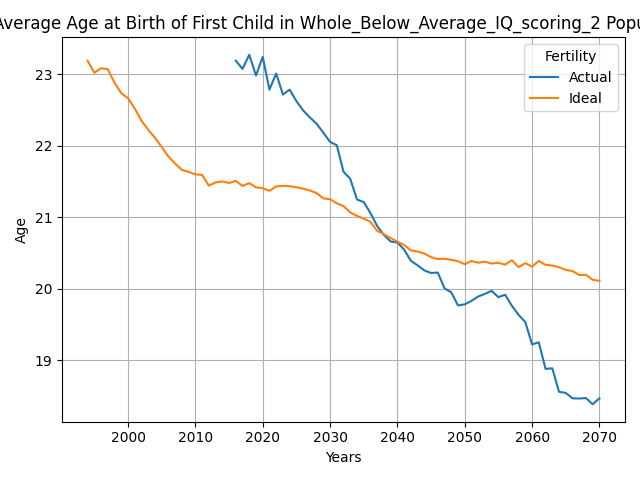 Average Age at Birth of First Child in Whole_Below_Average_IQ_scoring_2 Popu
Fertility
Actual
Ideal
23
22
21
20
19
Age
2000 2010 2020 2030 2040 2050 2060 2070
Years